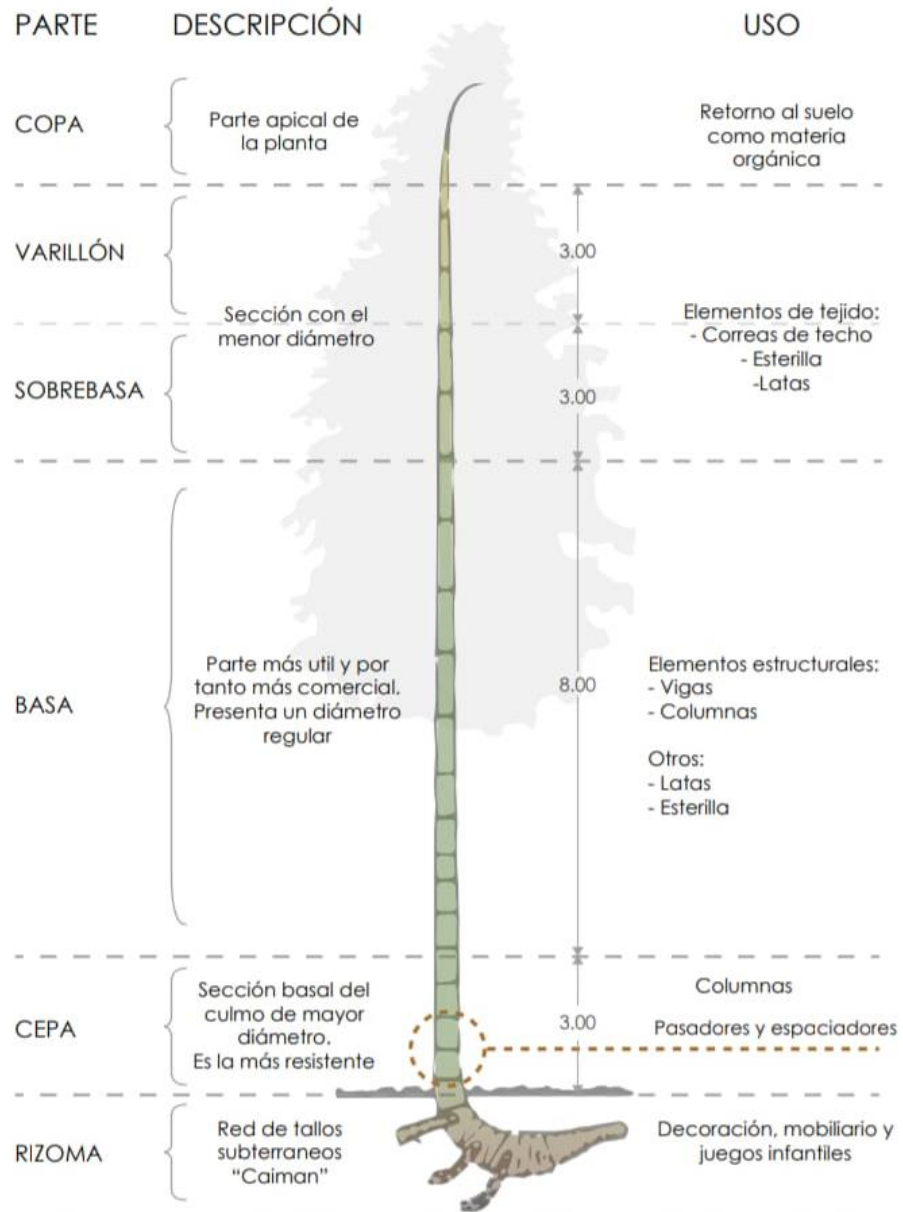 PARTE DESCRIPCIÓN USO
COPA
Parte apical de
la planta
Retorno al suelo
como materia
orgánica
VARILLÓN
3.00
Sección con el
menor diámetro
Elementos de tejido:
- Correas de techo
- Esterilla
-Latas
SOBREBASA
3.00
BASA
Parte más util y por
tanto más comercial.
Presenta un diámetro
regular
8.00
Elementos estructurales:
- Vigas
- Columnas
Otros:
- Latas
- Esterilla
CEPA
Sección basal del
culmo de mayor
diámetro.
Es la más resistente
3.00
Columnas
Pasadores y espaciadores
RIZOMA
Red de tallos
subterraneos
"Caiman"
Decoración, mobiliario y
juegos infantiles